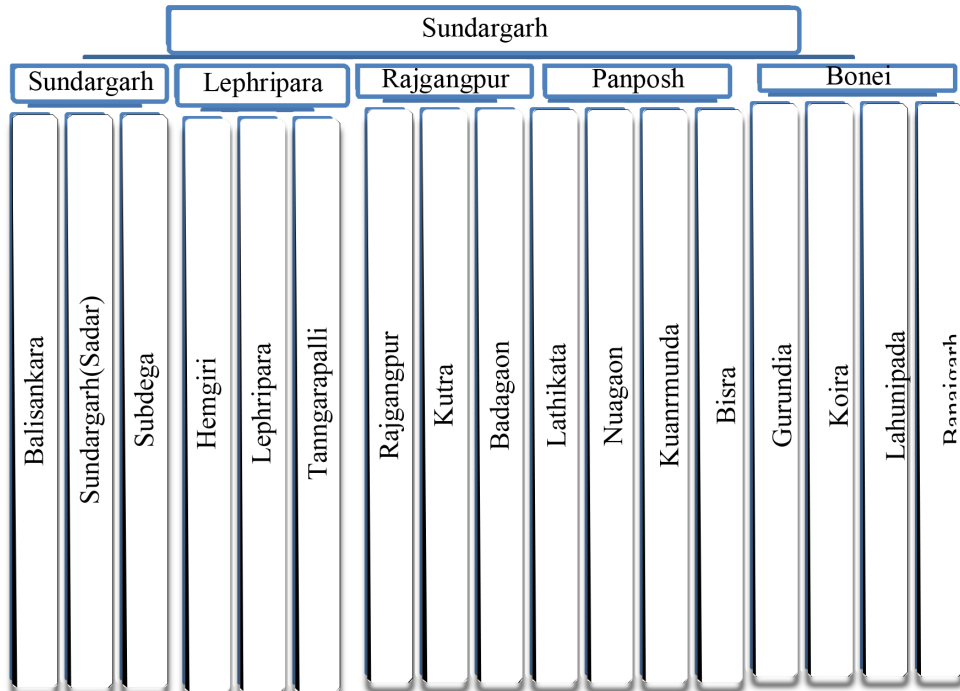 Sundargarh
Sundargarh
Lephripara
Rajgangpur
Panposh
Bonei
Balisankara
Sundargarh(Sadar)
Subdega
Hemgiri
Lephripara
Tanngarapalli
Rajgangpur
Kutra
Badagaon
Lathikata
Nuagaon
Kuanrmunda
Bisra
Gurundia
Koira
Lahunipada